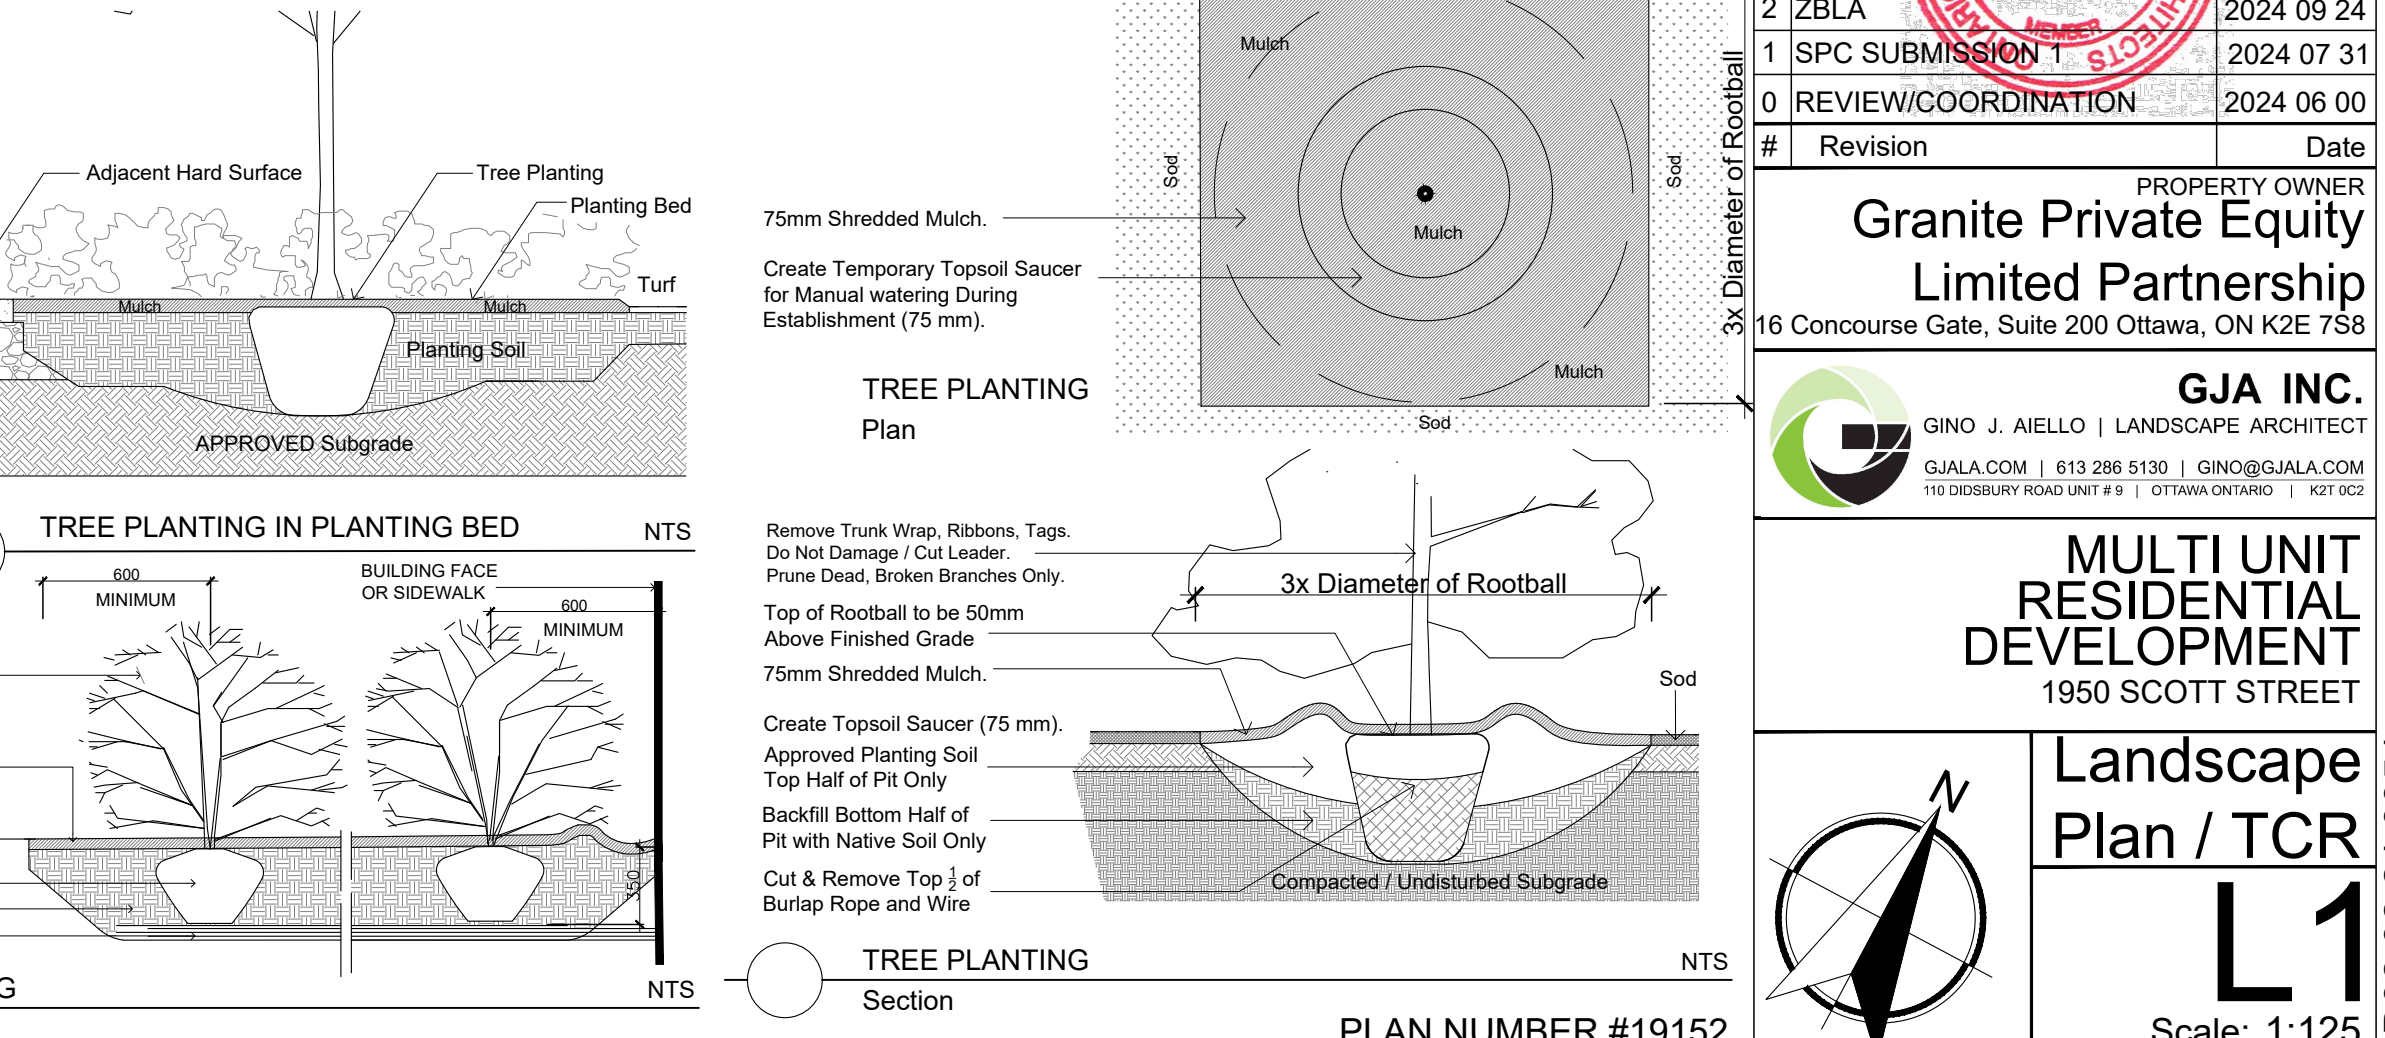 Adjacent Hard Surface
Tree Planting
Planting Bed
Turf
Mulch
Mulch
Planting Soil
APPROVED Subgrade
TREE PLANTING IN PLANTING BED
NTS
600
MINIMUM
BUILDING FACE
OR SIDEWALK
600
MINIMUM
350
G
NTS
Mulch
Sod
Sod
Mulch
Mulch
Sod
3x Diameter of Rootball
75mm Shredded Mulch.
Create Temporary Topsoil Saucer
for Manual watering During
Establishment (75 mm).
TREE PLANTING
Plan
Remove Trunk Wrap, Ribbons, Tags.
Do Not Damage / Cut Leader.
Prune Dead, Broken Branches Only.
3x Diameter of Rootball
Top of Rootball to be 50mm
Above Finished Grade
75mm Shredded Mulch.
Sod
Create Topsoil Saucer (75 mm).
Approved Planting Soil
Top Half of Pit Only
Backfill Bottom Half of
Pit with Native Soil Only
Cut & Remove Top 1/2 of
Burlap Rope and Wire
Compacted / Undisturbed Subgrade
TREE PLANTING
NTS
Section
PLAN NUMBER #19152
2 ZBLA 2024 09 24
MEMBER
1 SPC SUBMISSION 1 2024 07 31
0 REVIEW/COORDINATION 2024 06 00
# Revision Date
PROPERTY OWNER
Granite Private Equity
Limited Partnership
16 Concourse Gate, Suite 200 Ottawa, ON K2E 7S8
GJA INC.
GINO J. AIELLO | LANDSCAPE ARCHITECT
GJALA.COM | 613 286 5130 | GINO@GJALA.COM
110 DIDSBURY ROAD UNIT # 9 | OTTAWA ONTARIO | K2T 0C2
MULTI UNIT
RESIDENTIAL
DEVELOPMENT
1950 SCOTT STREET
N
Landscape
Plan / TCR
L1
Scale: 1:125